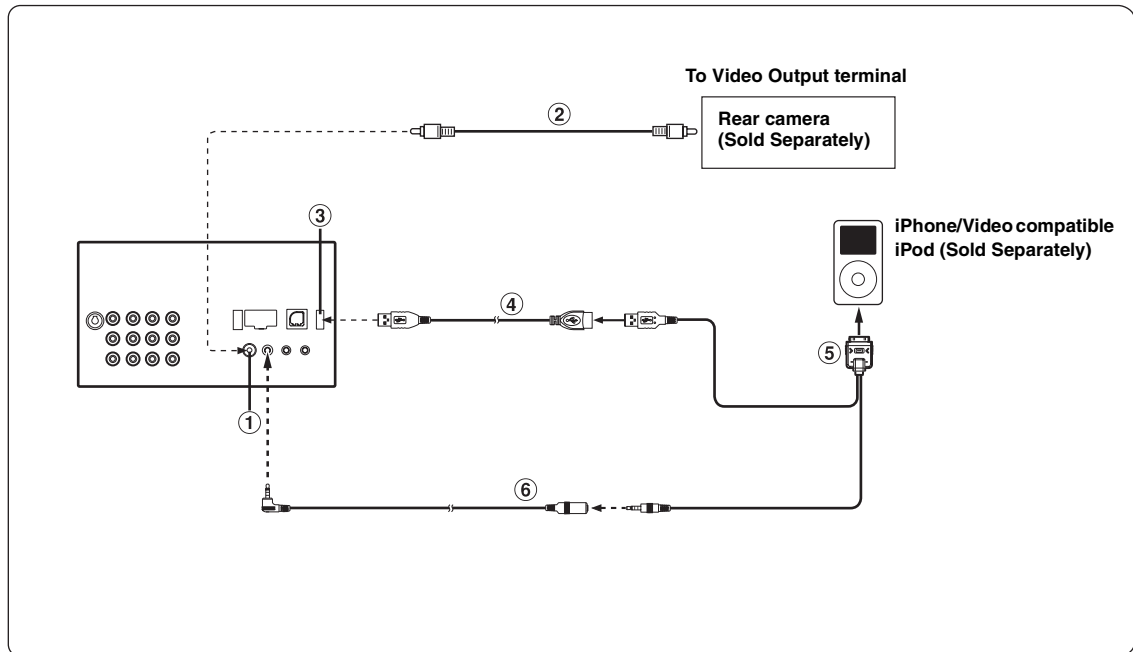 To Video Output terminal
②
Rear camera
(Sold Separately)
③
iPhone/Video compatible
iPod (Sold Separately)
④
⑤
①
⑥